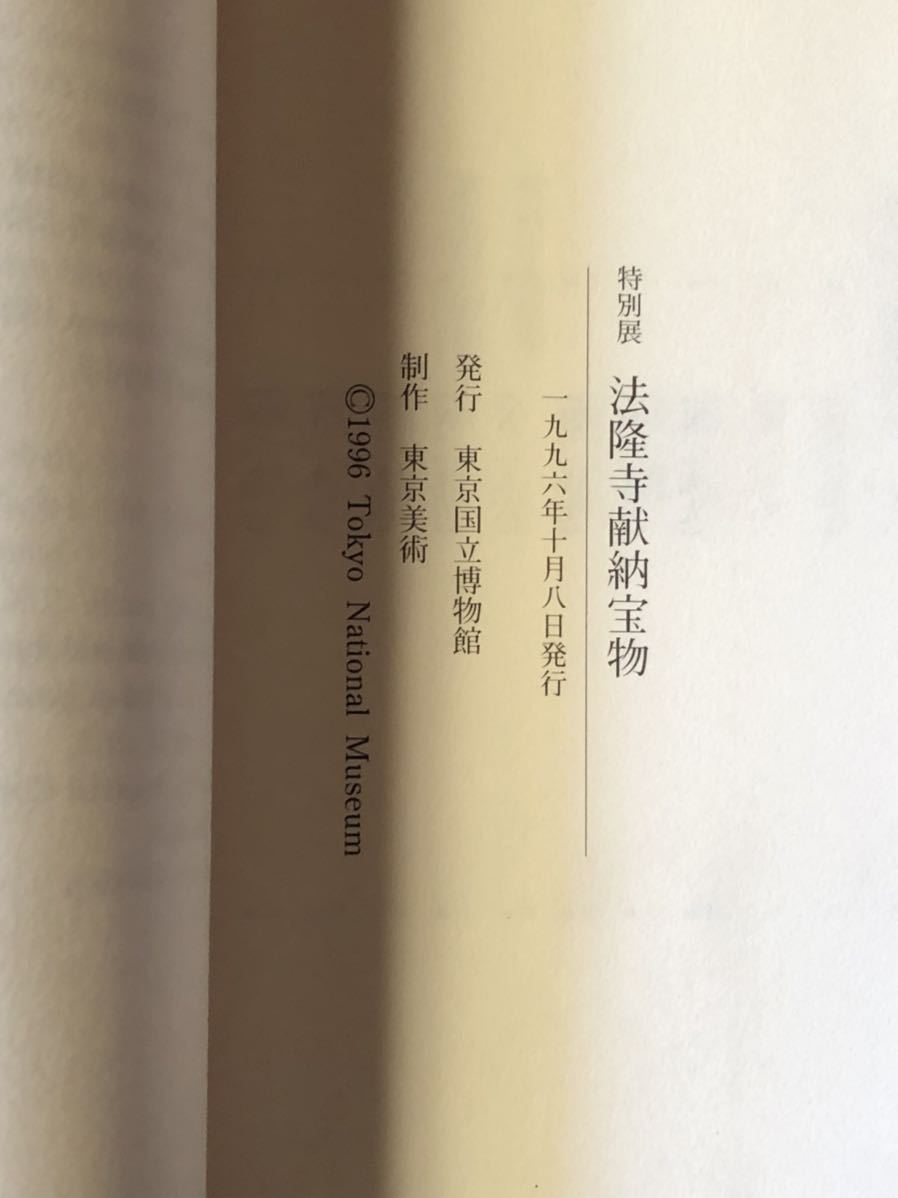 特別展　法隆寺献納宝物
一九九六年十月八日発行
発行　東京国立博物館
制作　東京美術
©1996 Tokyo National Museum